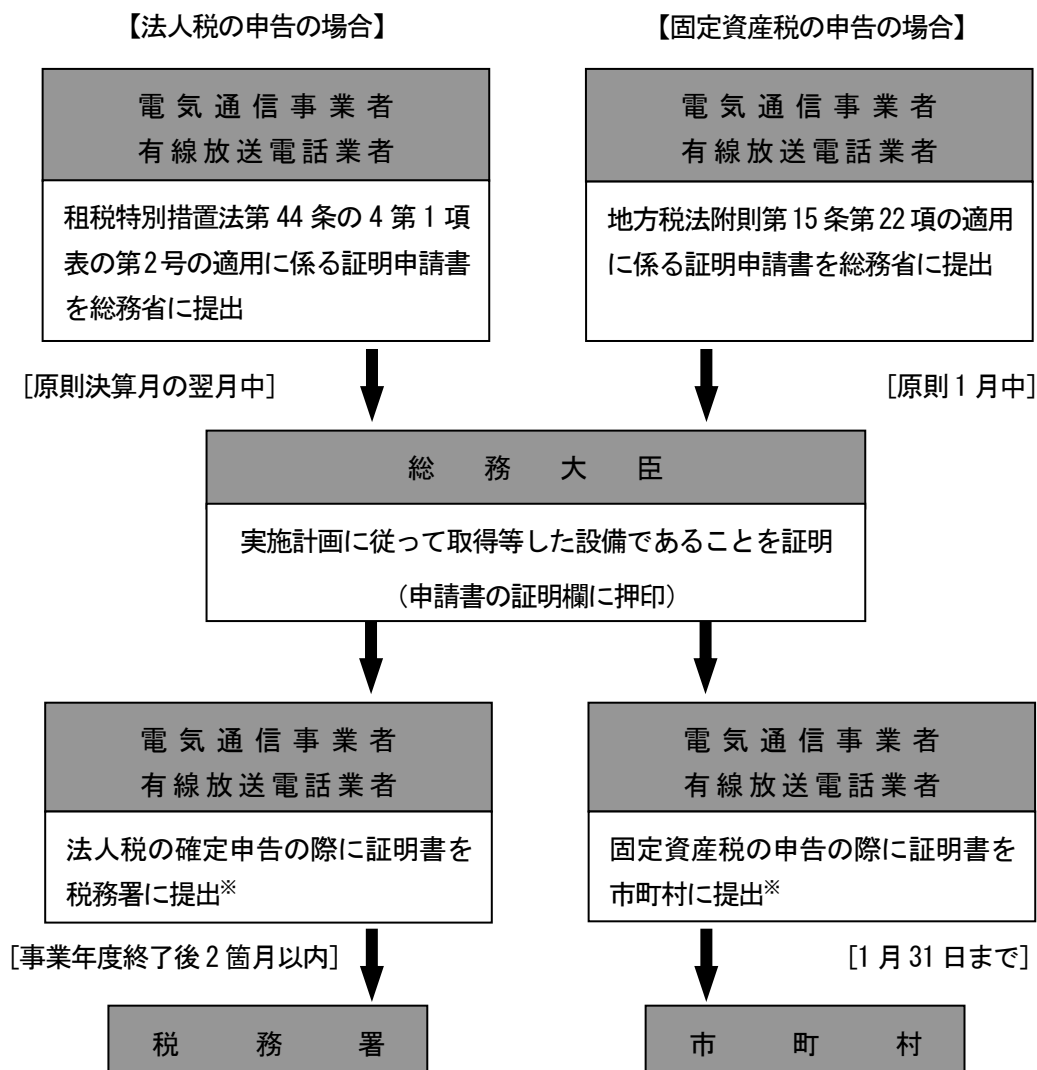 【法人税の申告の場合】
【固定資産税の申告の場合】
電気通信事業者
有線放送電話業者
租税特別措置法第44条の4第1項
表の第2号の適用に係る証明申請書
を総務省に提出
電気通信事業者
有線放送電話業者
地方税法附則第15条第22項の適用
に係る証明申請書を総務省に提出
[原則決算月の翌月中]
[原則1月中]
総務大臣
実施計画に従って取得等した設備であることを証明
（申請書の証明欄に押印）
電気通信事業者
有線放送電話業者
法人税の確定申告の際に証明書を
税務署に提出※
電気通信事業者
有線放送電話業者
固定資産税の申告の際に証明書を
市町村に提出※
[事業年度終了後2箇月以内]
[1月31日まで]
税務署
市町村